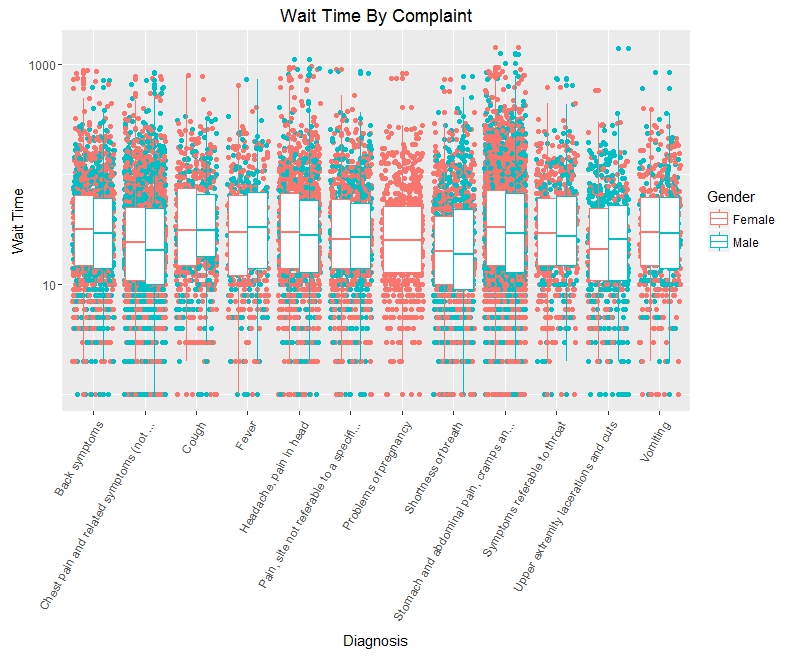 Wait Time By Complaint
1000
10
Wait Time
Gender
Female
Male
Back symptoms
Chest pain and related symptoms (not ...
Cough
Fever
Headache, pain in head
Pain, site not referable to a specifi...
Problems of pregnancy
Shortness of breath
Stomach and abdominal pain, cramps an...
Symptoms referable to throat
Upper extremity lacerations and cuts
Vomiting
Diagnosis